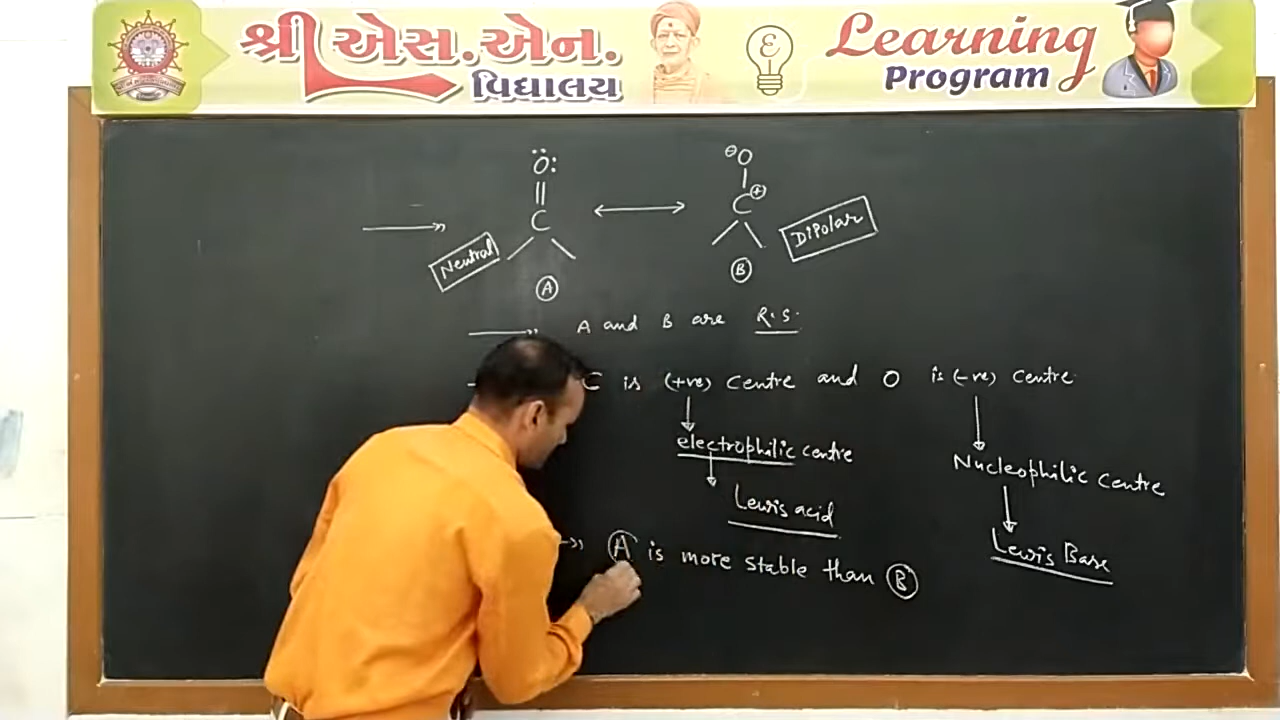 શ્રી એસ.એન.
વિદ્યાલય
Learning
Program
Ö:
||
C
Neutral
A
⊖O
|
C⊕
Dipolar
B
A and B are R.S.
C is (+ve) Centre and O is (-ve) Centre
electrophilic centre
Nucleophilic centre
Lewis acid
Lewis Base
A is more stable than B